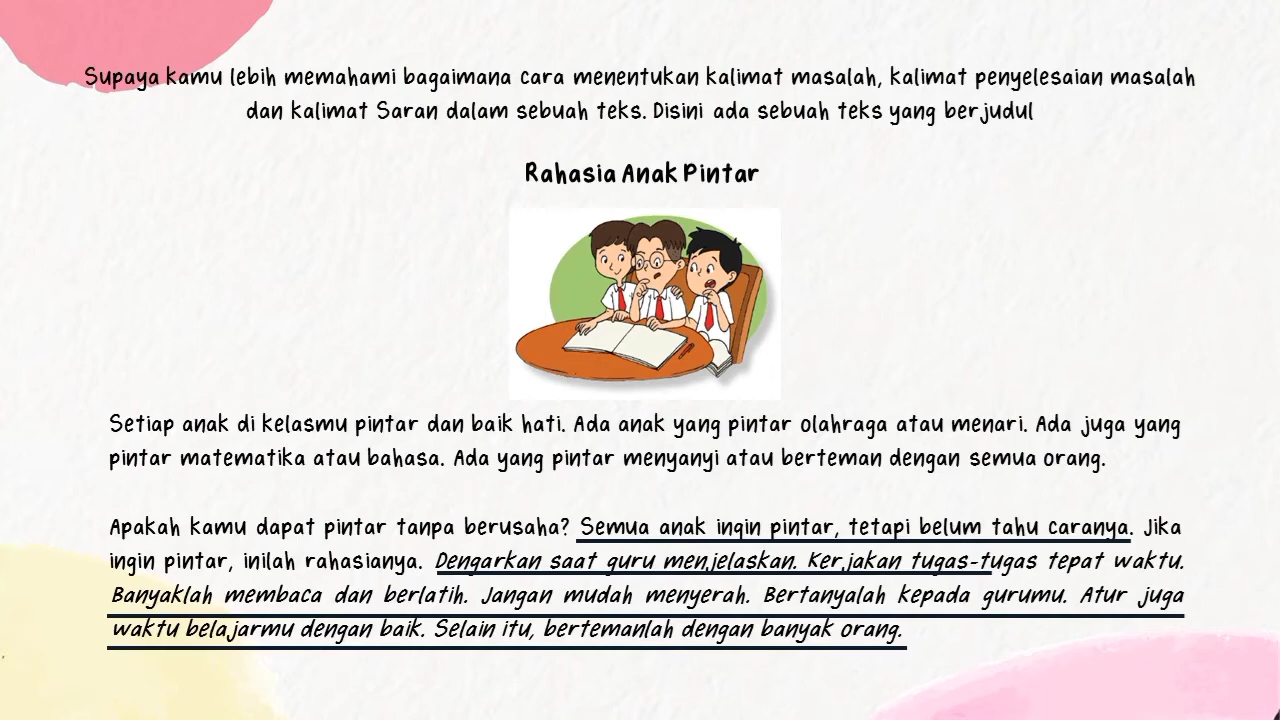 Supaya kamu lebih memahami bagaimana cara menentukan kalimat masalah, kalimat penyelesaian masalah
dan kalimat Saran dalam sebuah teks. Disini ada sebuah teks yang berjudul
Rahasia Anak Pintar
Setiap anak di kelasmu pintar dan baik hati. Ada anak yang pintar olahraga atau menari. Ada juga yang
pintar matematika atau bahasa. Ada yang pintar menyanyi atau berteman dengan semua orang.
Apakah kamu dapat pintar tanpa berusaha? Semua anak ingin pintar, tetapi belum tahu caranya. Jika
ingin pintar, inilah rahasianya. Dengarkan saat guru menjelaskan. Kerjakan tugas-tugas tepat waktu.
Banyaklah membaca dan berlatih. Jangan mudah menyerah. Bertanyalah kepada gurumu. Atur juga
waktu belajarmu dengan baik. Selain itu, bertemanlah dengan banyak orang.